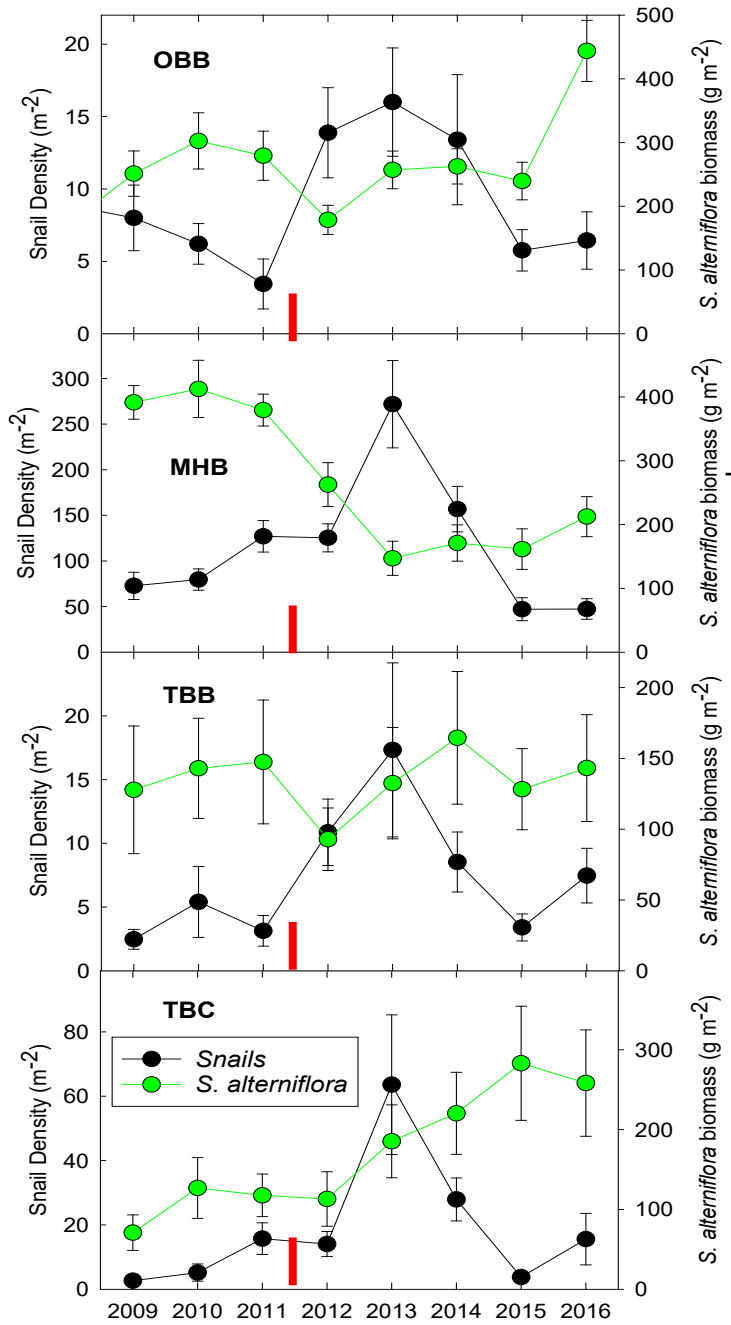 OBB
Snail Density (m-2)
20
15
10
5
0
S. alterniflora biomass (g m-2)
500
400
300
200
100
0
MHB
Snail Density (m-2)
300
250
200
150
100
50
0
S. alterniflora biomass (g m-2)
400
300
200
100
0
TBB
Snail Density (m-2)
20
15
10
5
0
S. alterniflora biomass (g m-2)
200
150
100
50
0
TBC
Snails
S. alterniflora
Snail Density (m-2)
80
60
40
20
0
S. alterniflora biomass (g m-2)
300
200
100
0
2009 2010 2011 2012 2013 2014 2015 2016